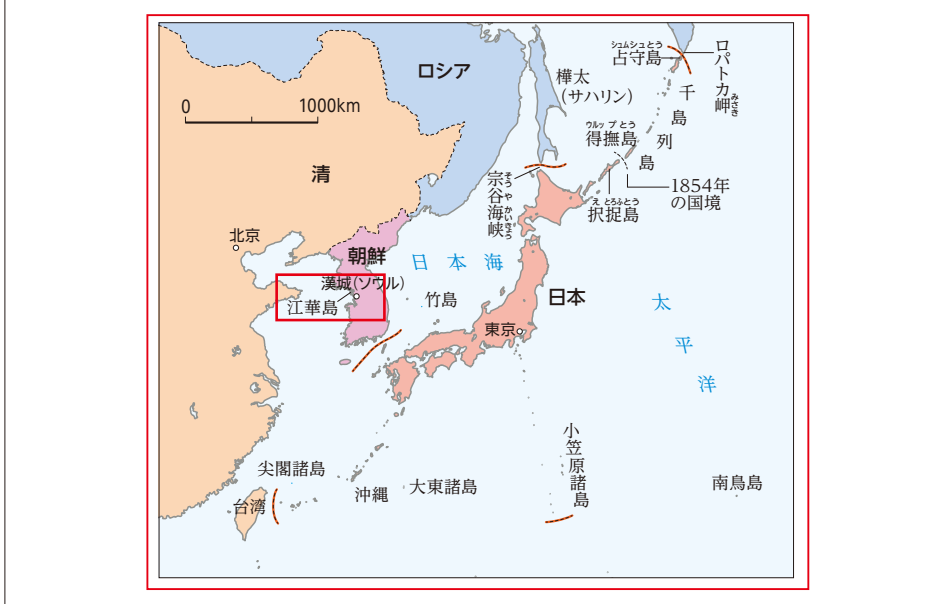 ロシア
0 1000km
清
北京
朝鮮
漢城(ソウル)
江華島
日本海
竹島
日本
東京
樺太
(サハリン)
シュムシュとう
占守島
ロパトカ岬
みさき
千島列島
ウルップとう
得撫島
1854年
の国境
えとろふとう
択捉島
宗谷海峡
そうやかいきょう
太平洋
小笠原諸島
南鳥島
尖閣諸島
台湾
沖縄
大東諸島